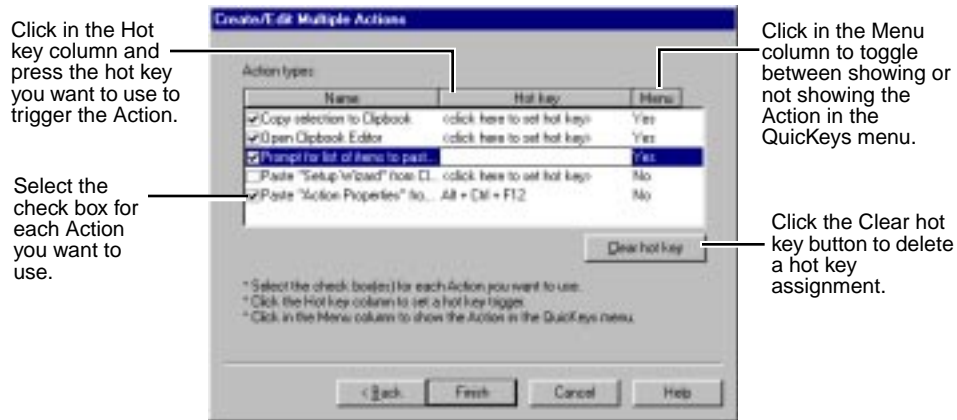 Click in the Hot
key column and
press the hot key
you want to use to
trigger the Action.
Select the
check box for
each Action
you want to
use.
Create/Edit Multiple Actions
Action types:
Name Hot key Menu
Copy selection to Clipbook <click here to set hot key> Yes
Open Clipbook Editor <click here to set hot key> Yes
Prompt for list of items to past... Yes
Paste "Setup Wizard" from Cl... <click here to set hot key> No
Paste "Action Properties" fro... Alt + Ctrl + F12 No
Clear hot key
* Select the check box(es) for each Action you want to use.
* Click the Hot key column to set a hot key trigger.
* Click in the Menu column to show the Action in the QuicKeys menu.
< Back Finish Cancel Help
Click in the Menu
column to toggle
between showing or
not showing the
Action in the
QuicKeys menu.
Click the Clear hot
key button to delete
a hot key
assignment.